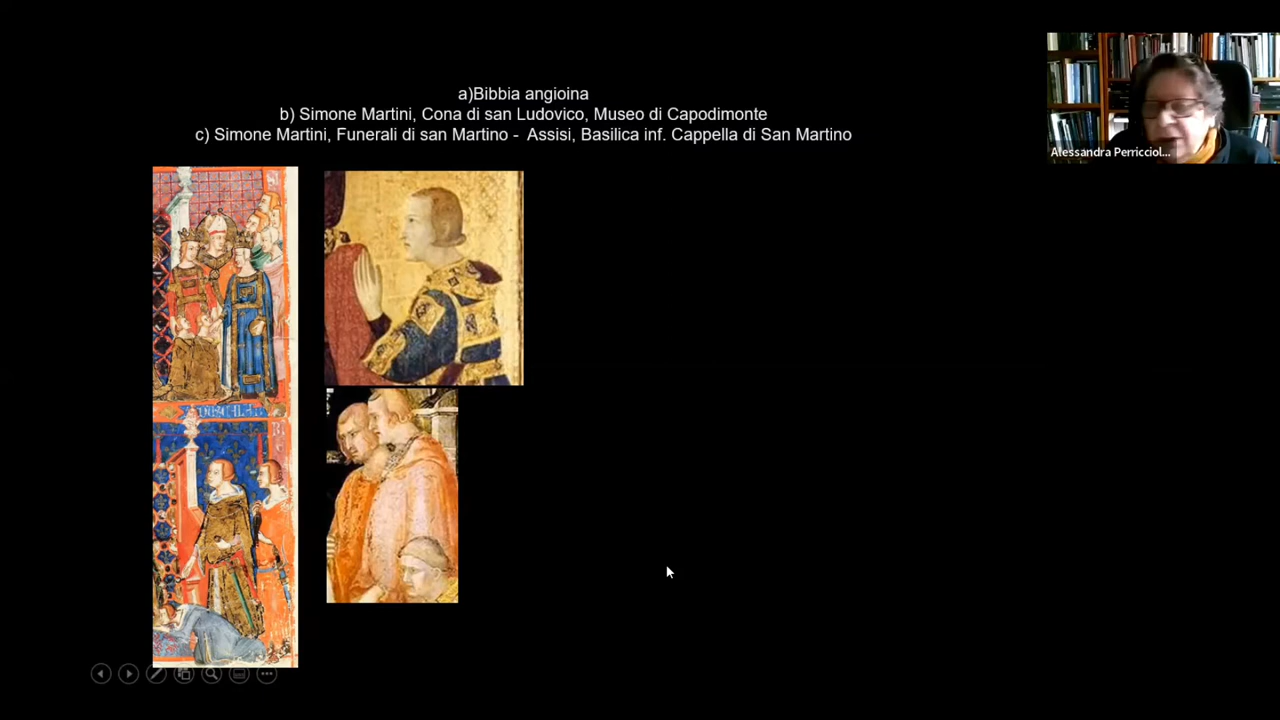 a)Bibbia angioina
b) Simone Martini, Cona di san Ludovico, Museo di Capodimonte
c) Simone Martini, Funerali di san Martino - Assisi, Basilica inf. Cappella di San Martino
Alessandra Perricciol...